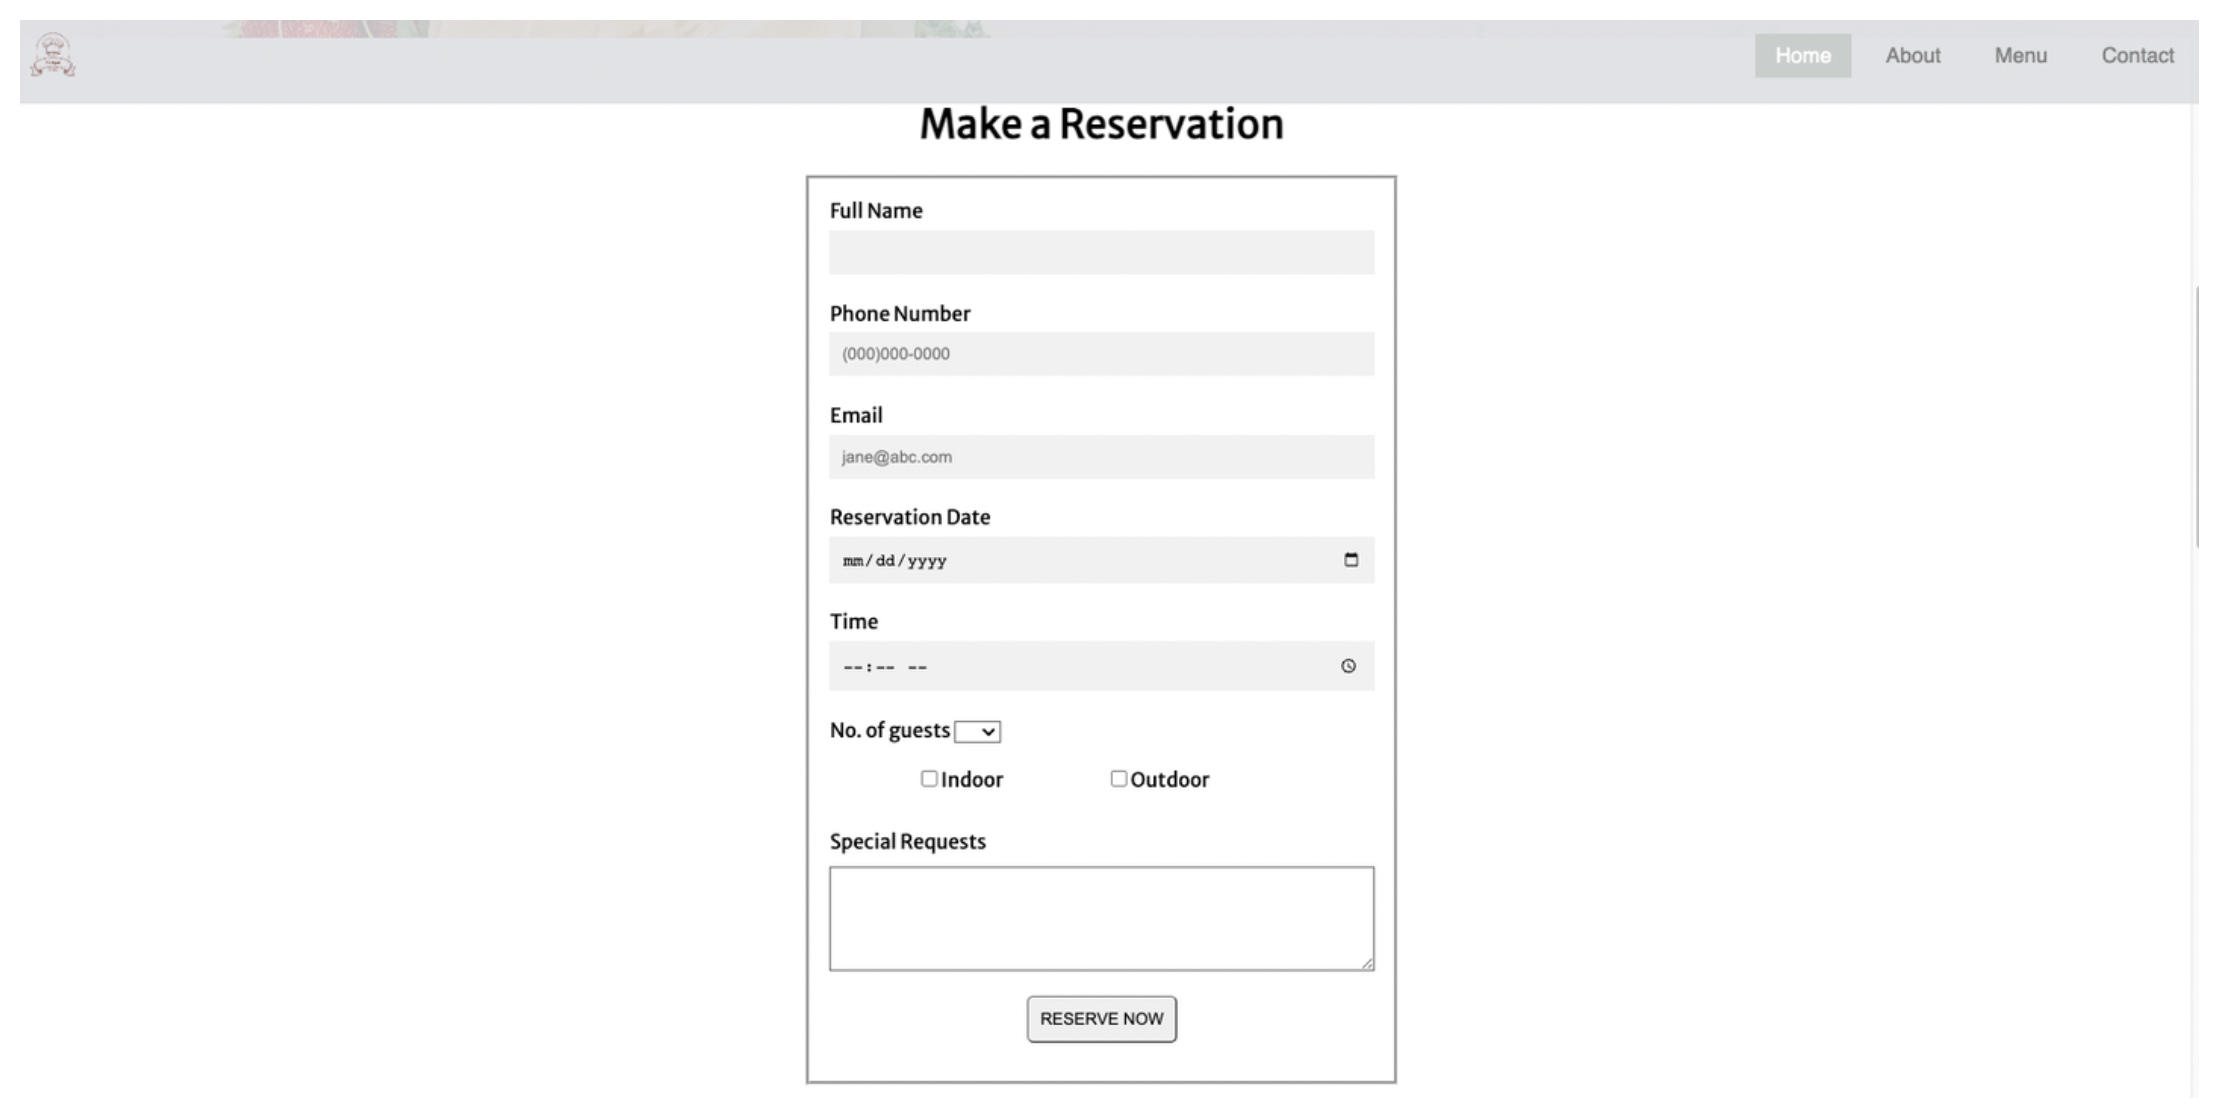 Home About Menu Contact
Make a Reservation
Full Name
Phone Number
(000)000-0000
Email
jane@abc.com
Reservation Date
mm/dd/yyyy
Time
--:-- --
No. of guests
Indoor Outdoor
Special Requests
RESERVE NOW